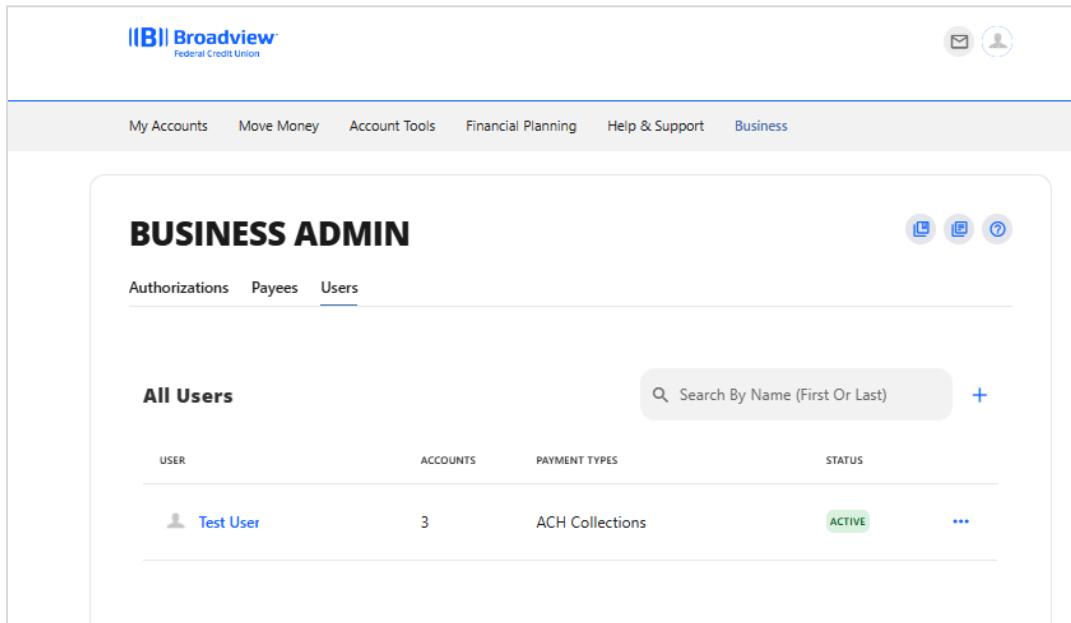 Broadview
Federal Credit Union
My Accounts Move Money Account Tools Financial Planning Help & Support Business
BUSINESS ADMIN
Authorizations Payees Users
All Users
Search By Name (First Or Last)
USER ACCOUNTS PAYMENT TYPES STATUS
Test User 3 ACH Collections ACTIVE